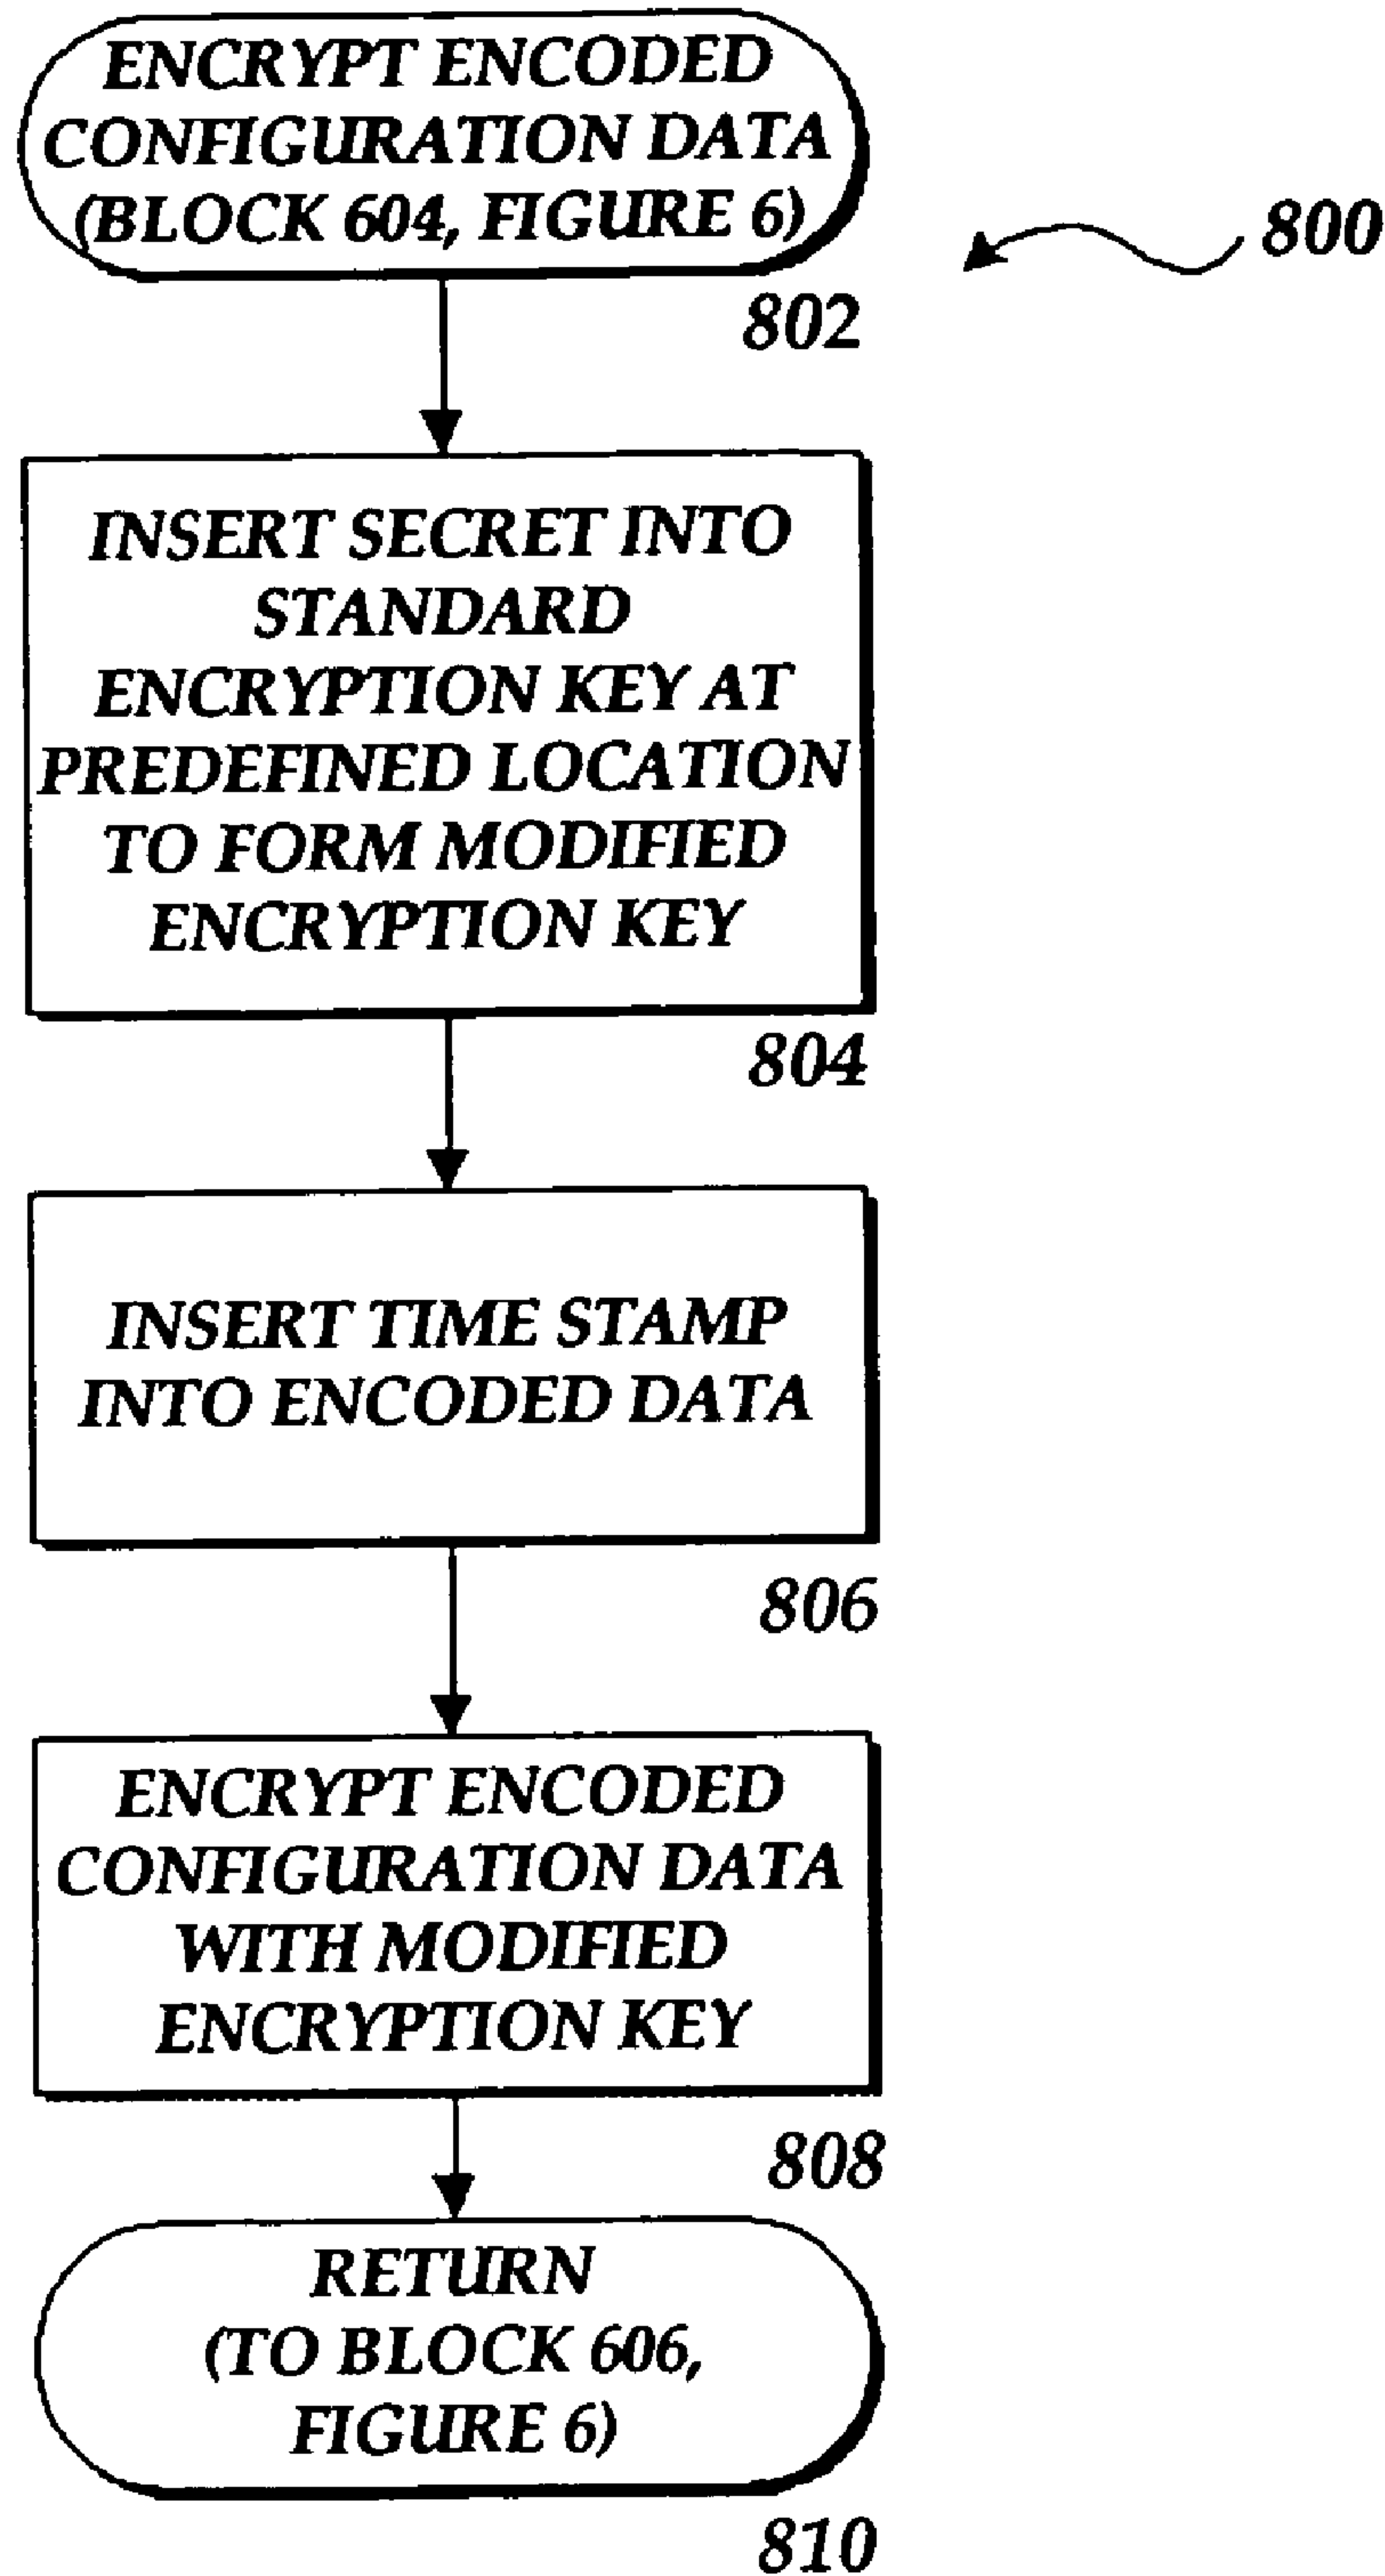 ENCRYPT ENCODED
CONFIGURATION DATA
(BLOCK 604, FIGURE 6)
800
802
INSERT SECRET INTO
STANDARD
ENCRYPTION KEY AT
PREDEFINED LOCATION
TO FORM MODIFIED
ENCRYPTION KEY
804
INSERT TIME STAMP
INTO ENCODED DATA
806
ENCRYPT ENCODED
CONFIGURATION DATA
WITH MODIFIED
ENCRYPTION KEY
808
RETURN
(TO BLOCK 606,
FIGURE 6)
810